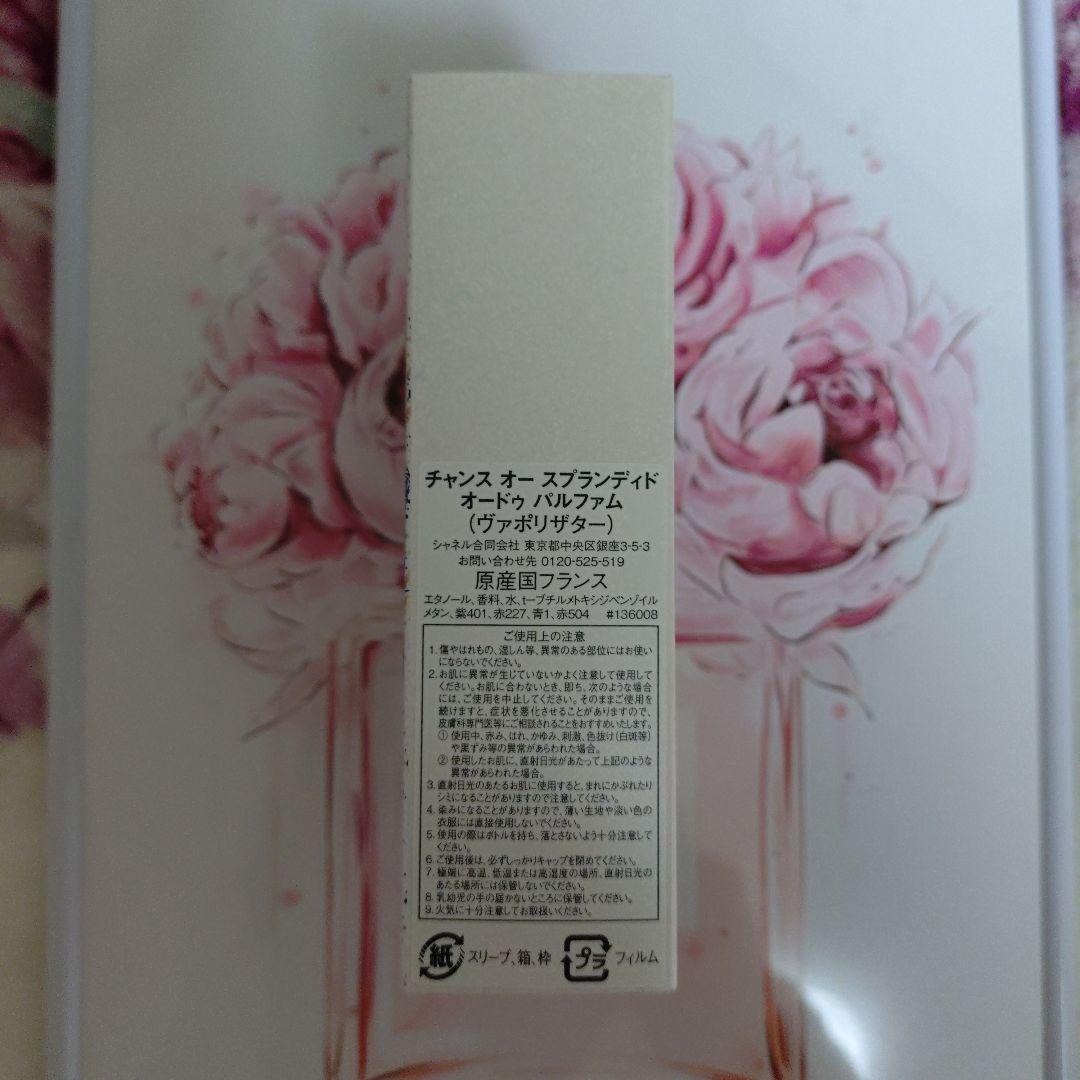 チャンス オー スプランディド
オードゥ パルファム
(ヴァポリザター)
シャネル合同会社 東京都中央区銀座3-5-3
お問い合わせ先 0120-525-519
原産国フランス
エタノール、香料、水、t-ブチルメトキシジベンゾイル
メタン、紫401、赤227、青1、赤504 #136008
ご使用上の注意
1. 傷やはれもの、湿しん等、異常のある部位にはお使い
にならないでください。
2. お肌に異常が生じていないかよく注意して使用して
ください。お肌に合わないとき、即ち、次のような場合
には、ご使用を中止してください。そのままご使用を
続けますと、症状を悪化させることがありますので、
皮膚科専門医等にご相談されることをおすすめいたします。
① 使用中、赤み、はれ、かゆみ、刺激、色抜け(白斑等)
や黒ずみ等の異常があらわれた場合。
② 使用したお肌に、直射日光があたって上記のような
異常があらわれた場合。
3. 直射日光のあたるお肌に使用すると、まれにかぶれたり
シミになることがありますので注意してください。
4. 染みになることがありますので、薄い生地や淡い色の
衣服には直接使用しないでください。
5. 使用の際はボトルを持ち、落とさないよう十分注意して
ください。
6. ご使用後は、必ずしっかりキャップを閉めてください。
7. 極端に高温、低温または高湿度の場所、直射日光の
あたる場所には保管しないでください。
8. 乳幼児の手の届かないところに保管してください。
9. 火気に十分注意してお取扱いください。
紙 スリーブ、箱、枠 プラ フィルム